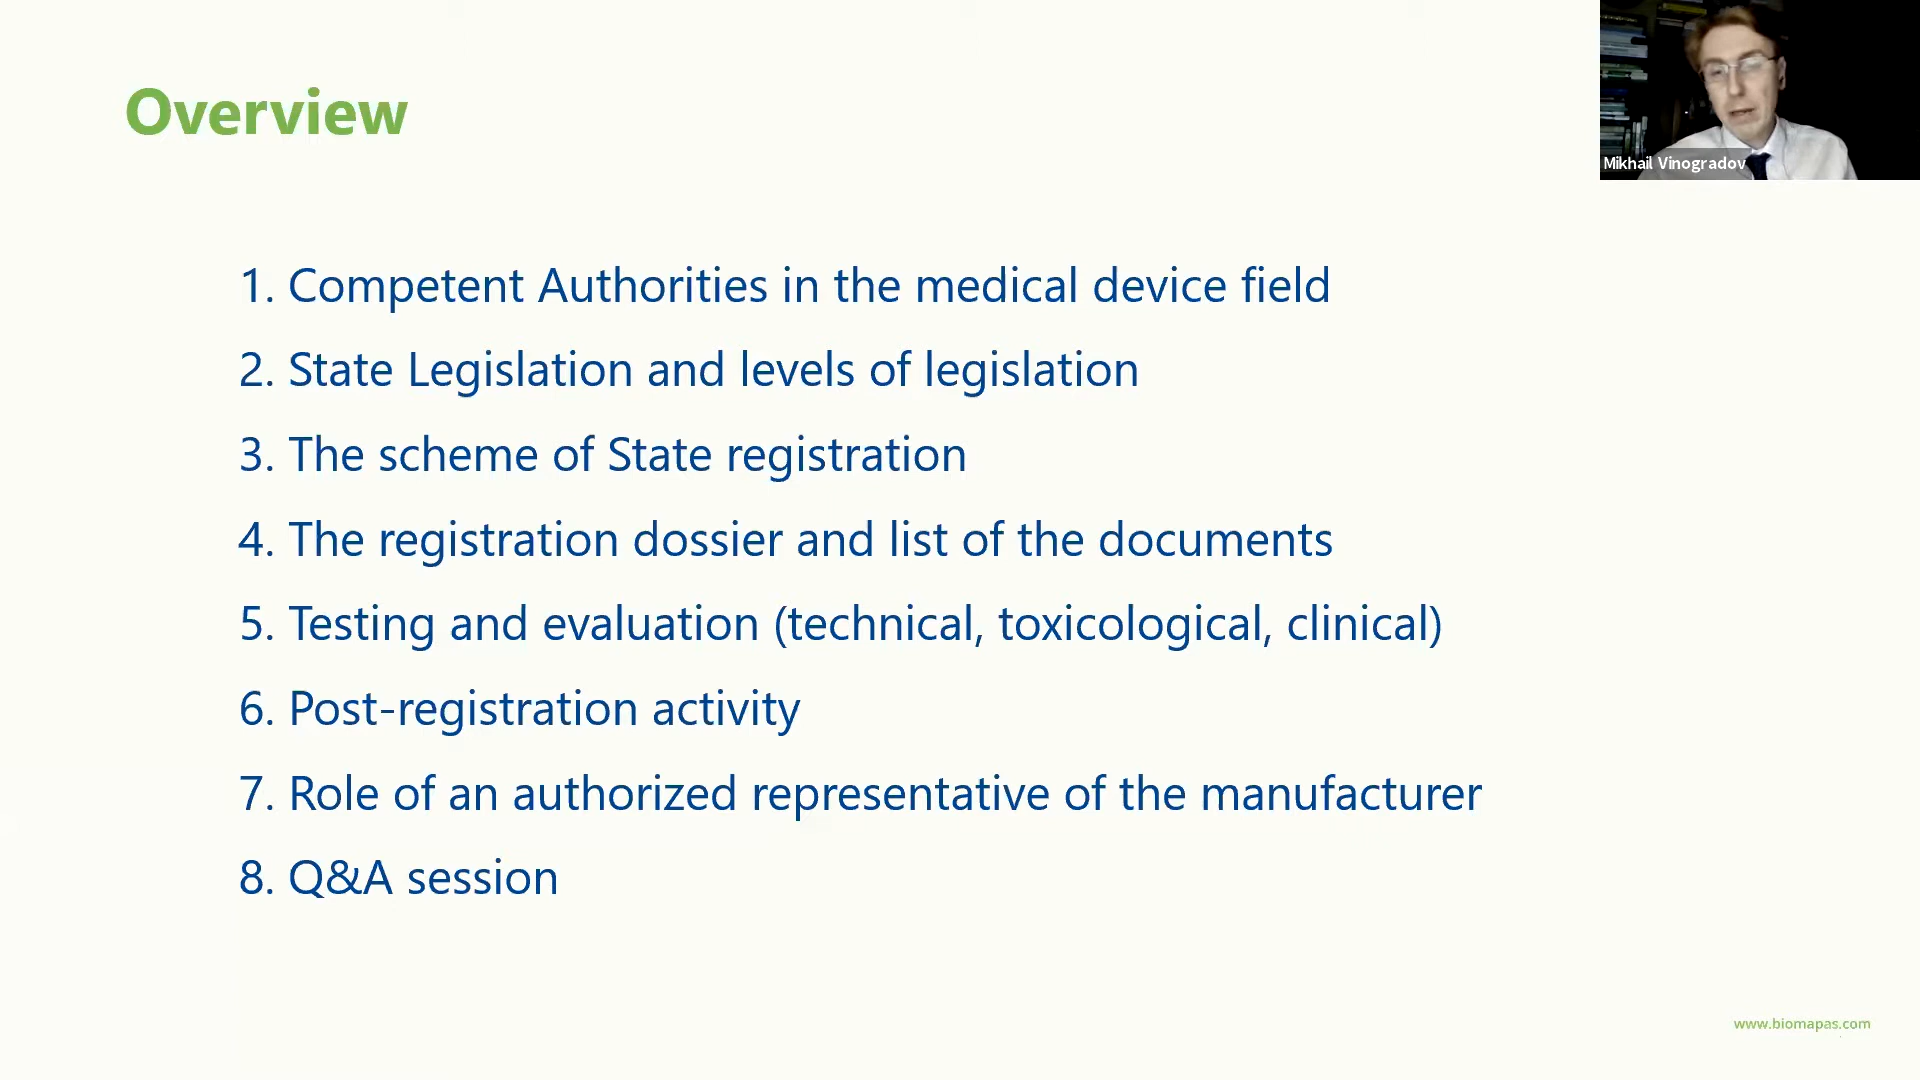 Overview
Mikhail Vinogradov
1. Competent Authorities in the medical device field
2. State Legislation and levels of legislation
3. The scheme of State registration
4. The registration dossier and list of the documents
5. Testing and evaluation (technical, toxicological, clinical)
6. Post-registration activity
7. Role of an authorized representative of the manufacturer
8. Q&A session
www.biomapas.com